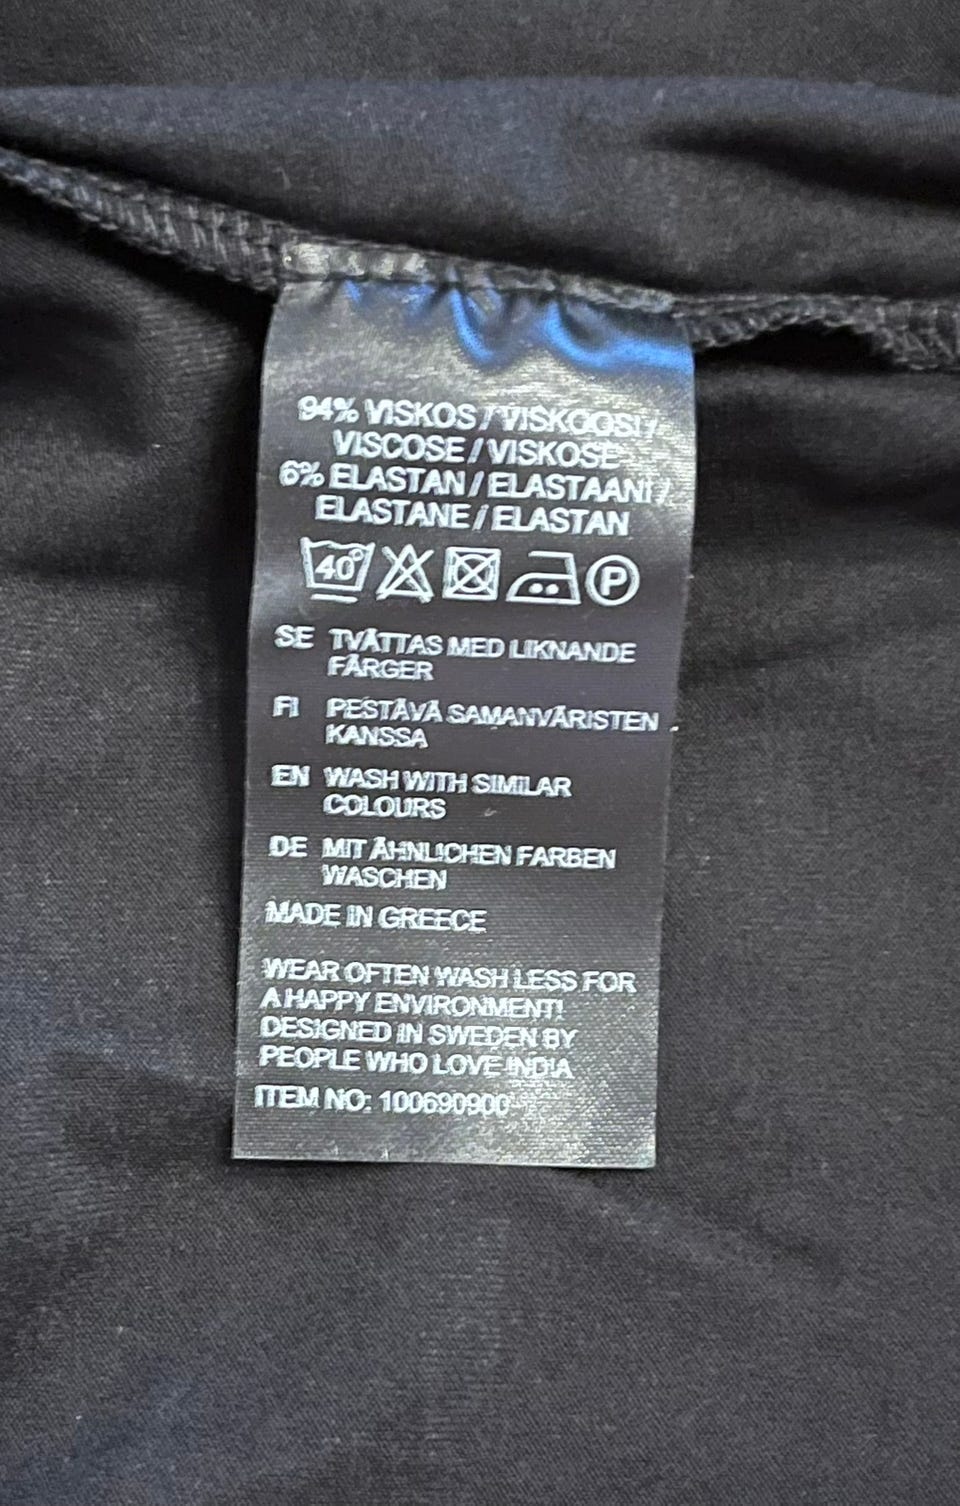 94% VISKOS / VISKOOSI /
VISCOSE / VISKOSE
6% ELASTAN / ELASTAANI /
ELASTANE / ELASTAN
40°
P
SE TVÄTTAS MED LIKNANDE
FÄRGER
FI PESTÄVÄ SAMANVÄRISTEN
KANSSA
EN WASH WITH SIMILAR
COLOURS
DE MIT ÄHNLICHEN FARBEN
WASCHEN
MADE IN GREECE
WEAR OFTEN WASH LESS FOR
A HAPPY ENVIRONMENT!
DESIGNED IN SWEDEN BY
PEOPLE WHO LOVE INDIA
ITEM NO: 100690900